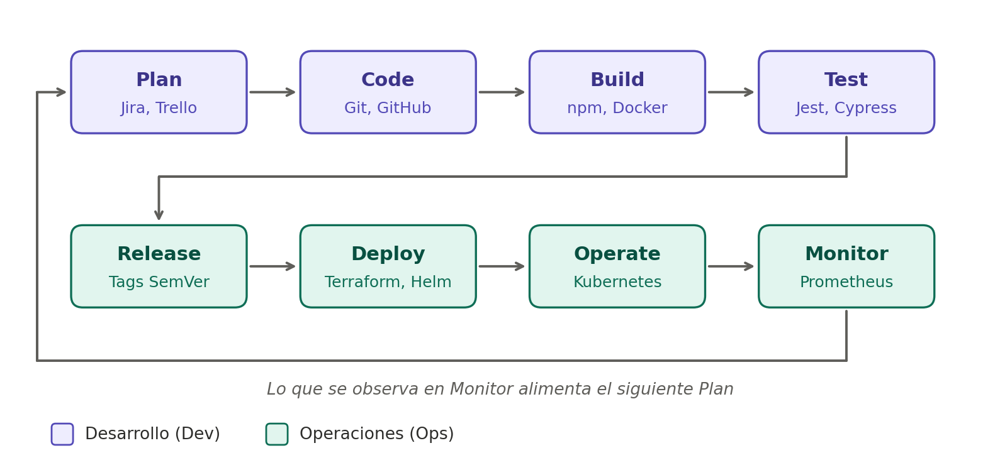 Plan
Jira, Trello
Code
Git, GitHub
Build
npm, Docker
Test
Jest, Cypress
Release
Tags SemVer
Deploy
Terraform, Helm
Operate
Kubernetes
Monitor
Prometheus
Lo que se observa en Monitor alimenta el siguiente Plan
Desarrollo (Dev)
Operaciones (Ops)